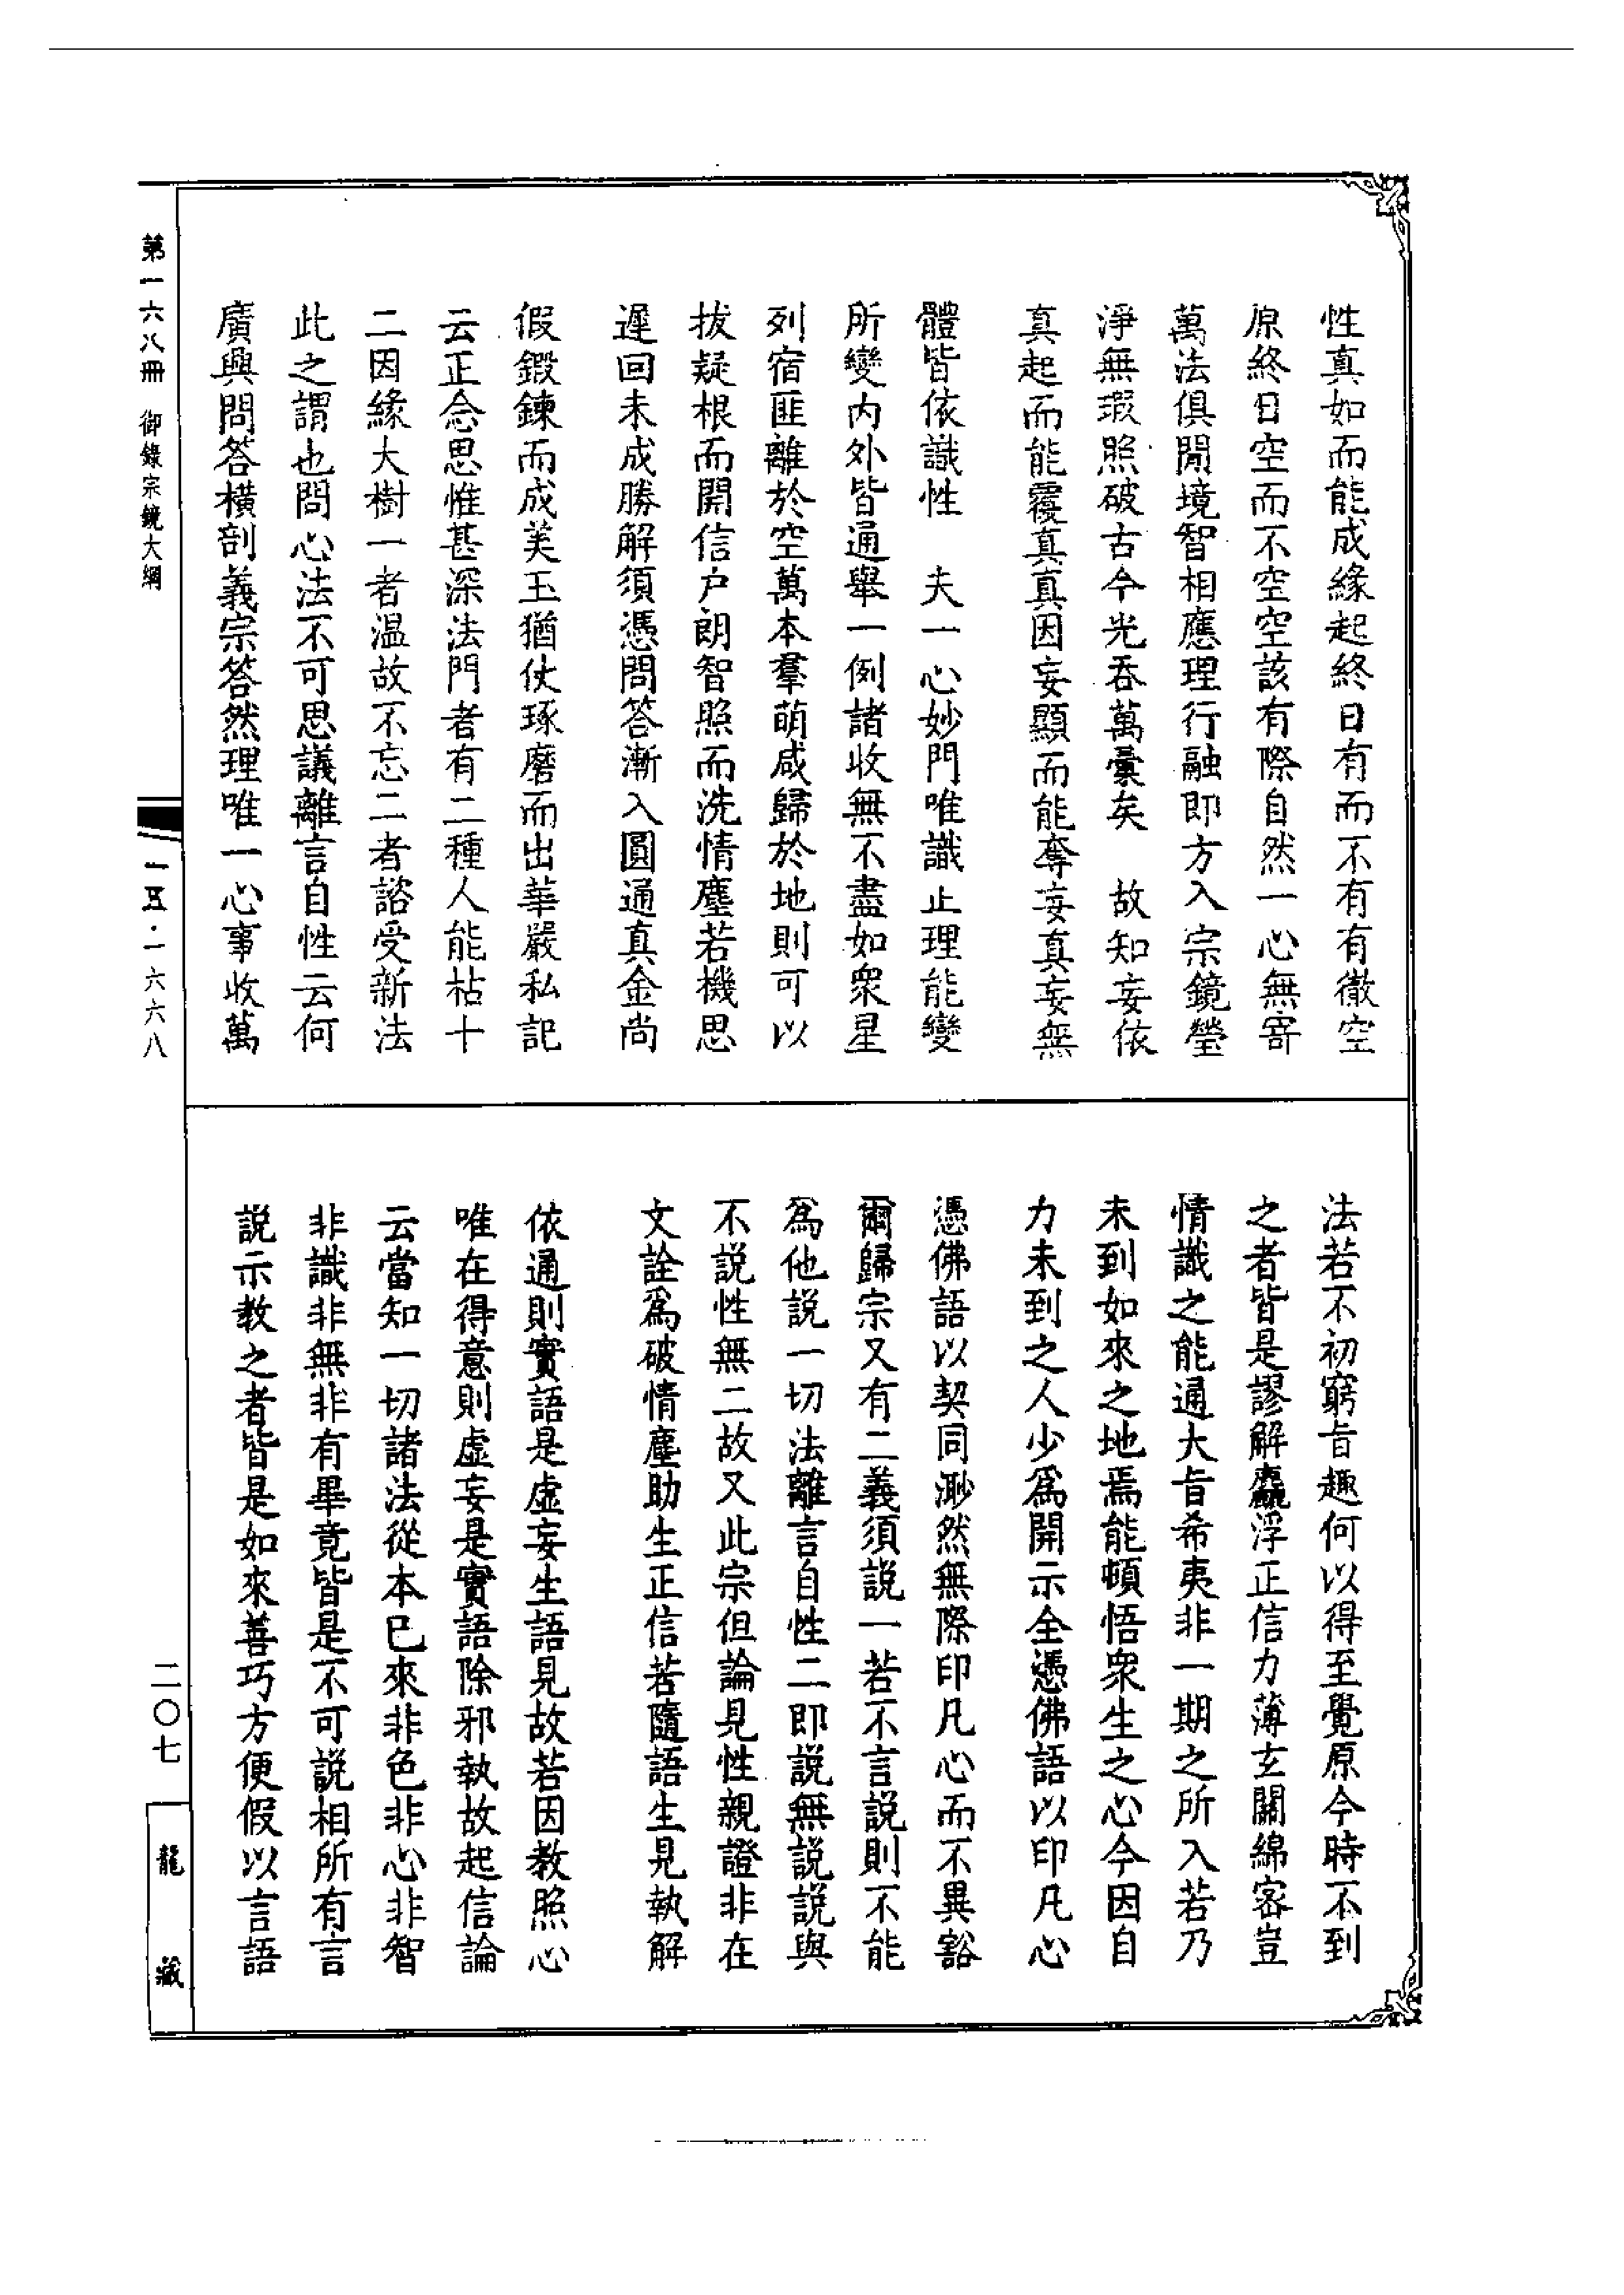 性真如而能成緣起終日有而不有有徹空
原終日空而不空空該有際自然一心無寄
萬法俱閒境智相應理行融即方入宗鏡瑩
淨無瑕照破古今光吞萬彙矣　故知妄依
真起而能覆真真因妄顯而能奪妄真妄無
體皆依識性　夫一心妙門唯識止理能變
所變內外皆通舉一例諸收無不盡如眾星
列宿匪離於空萬本羣萌咸歸於地則可以
拔疑根而開信戶朗智照而洗情塵若機思
遲回未成勝解須憑問答漸入圓通真金尚
假鍛鍊而成美玉猶仗琢磨而出華嚴私記
云正念思惟甚深法門者有二種人能枯十
二因緣大樹一者溫故不忘二者諮受新法
此之謂也問心法不可思議離言自性云何
廣興問答橫剖義宗答然理唯一心事收萬
法若不初窮旨趣何以得至覺原今時不到
之者皆是謬解麤浮正信力薄玄關綿密豈
情識之能通大旨希夷非一期之所入若乃
未到如來之地焉能頓悟眾生之心今因自
力未到之人少為開示全憑佛語以印凡心
憑佛語以契同渺然無際印凡心而不異豁
爾歸宗又有二義須說一若不言說則不能
為他說一切法離言自性二即說無說說與
不說性無二故又此宗但論見性親證非在
文詮為破情塵助生正信若隨語生見執解
依通則實語是虛妄生語見故若因教照心
唯在得意則虛妄是實語除邪執故起信論
云當知一切諸法從本已來非色非心非智
非識非無非有畢竟皆是不可說相所有言
說示教之者皆是如來善巧方便假以言語
第一六八冊　御錄宗鏡大綱
一五·一六六八
二〇七
龍藏